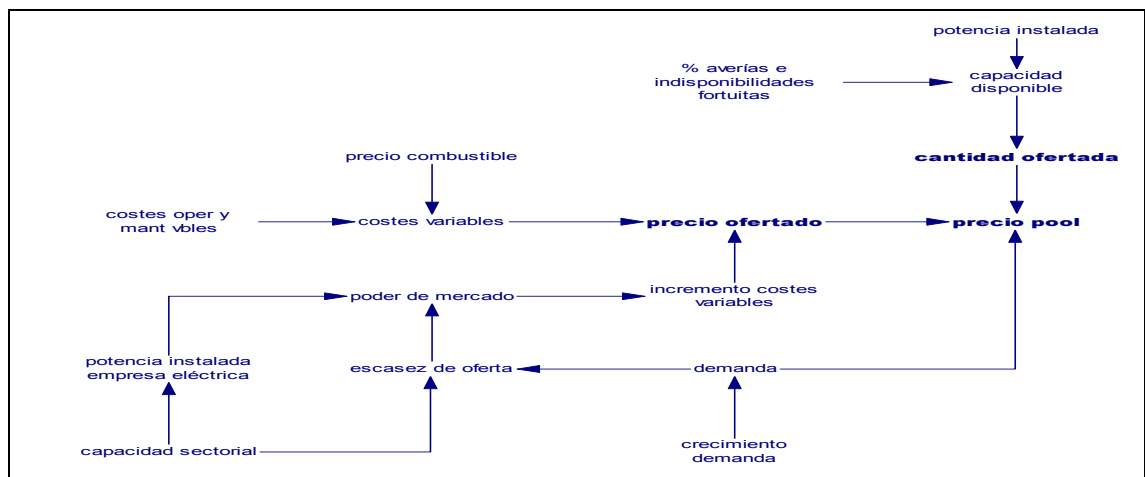 potencia instalada
% averías e
indisponibilidades
fortuitas
capacidad
disponible
precio combustible
cantidad ofertada
costes oper y
mant vbles
costes variables
precio ofertado
precio pool
poder de mercado
incremento costes
variables
potencia instalada
empresa eléctrica
escasez de oferta
demanda
capacidad sectorial
crecimiento
demanda